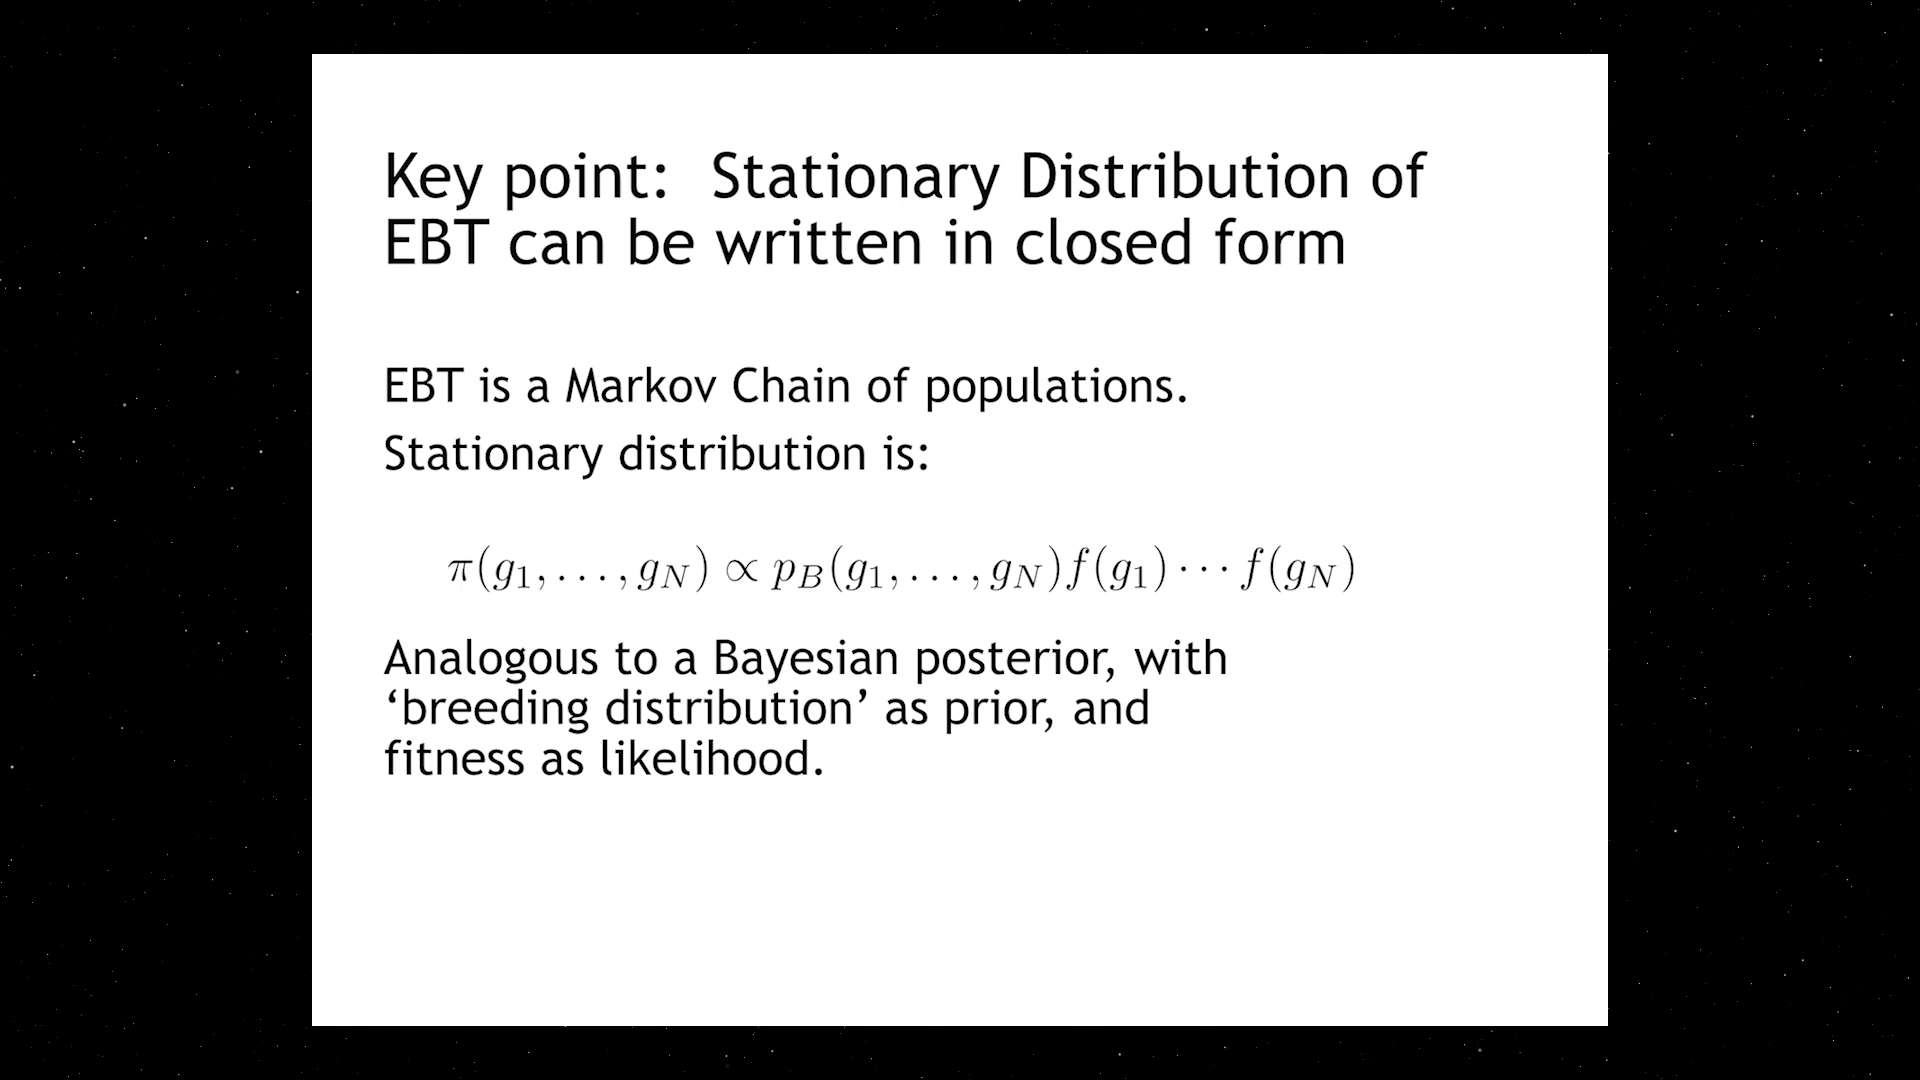 Key point:  Stationary Distribution of
EBT can be written in closed form
EBT is a Markov Chain of populations.
Stationary distribution is:
π(g₁, . . . , g_N) ∝ p_B(g₁, . . . , g_N)f(g₁) · · · f(g_N)
Analogous to a Bayesian posterior, with
‘breeding distribution’ as prior, and
fitness as likelihood.